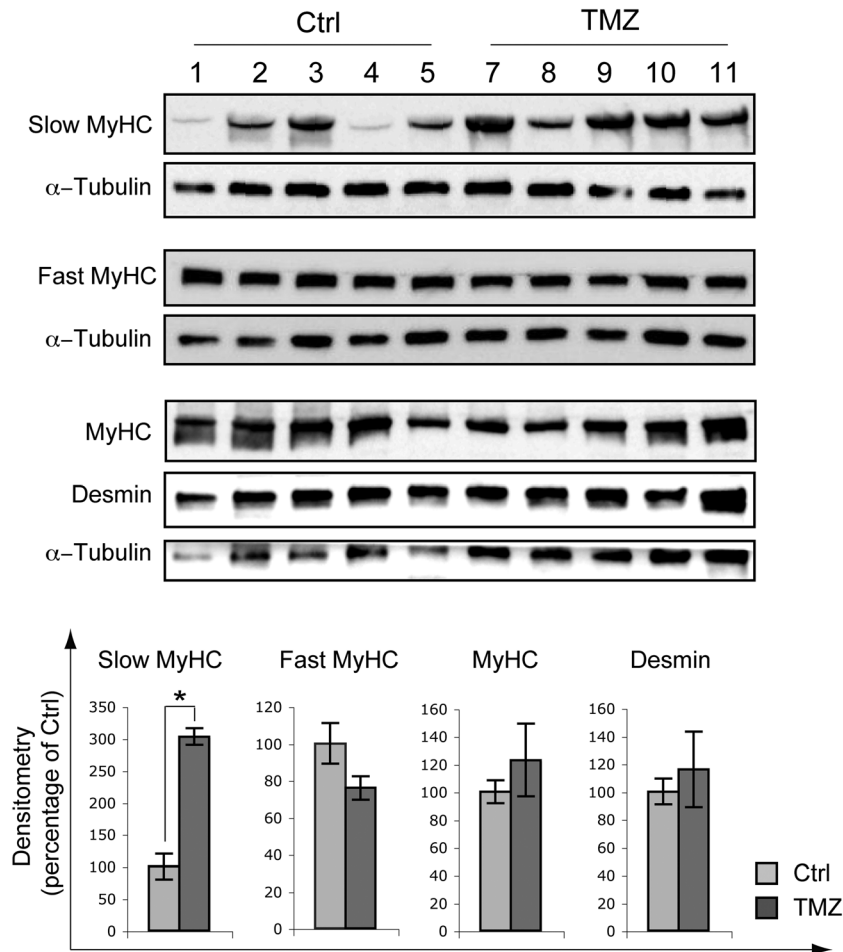 Ctrl TMZ
1 2 3 4 5 7 8 9 10 11
Slow MyHC
α–Tubulin
Fast MyHC
α–Tubulin
MyHC
Desmin
α–Tubulin
Densitometry
(percentage of Ctrl)
Slow MyHC
350
300
250
200
150
100
50
0
*
Fast MyHC
120
100
80
60
40
20
0
MyHC
160
140
120
100
80
60
40
20
0
Desmin
160
140
120
100
80
60
40
20
0
Ctrl
TMZ